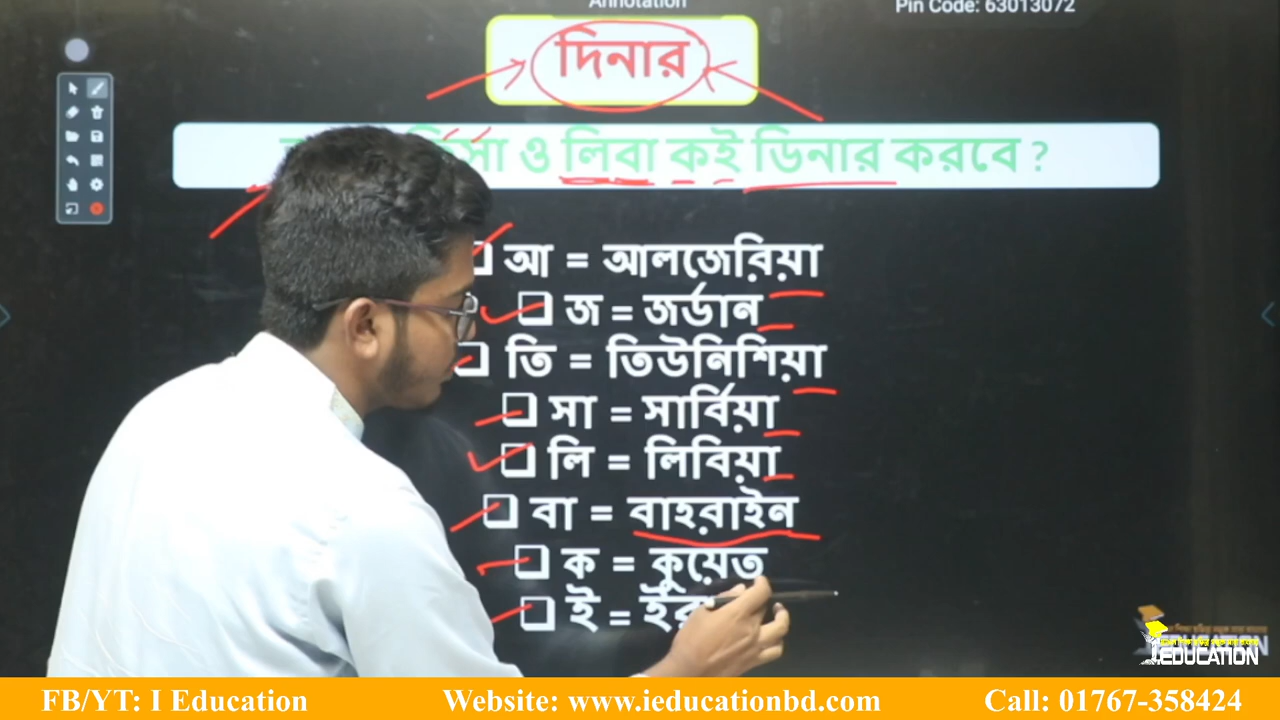 Annotation
Pin Code: 63013072
দিনার
ও লিবা কই ডিনার করবে ?
আ = আলজেরিয়া
জ = জর্ডান
তি = তিউনিশিয়া
সা = সার্বিয়া
লি = লিবিয়া
বা = বাহরাইন
ক = কুয়েত
ই =
EDUCATION
FB/YT: I Education Website: www.ieducationbd.com Call: 01767-358424